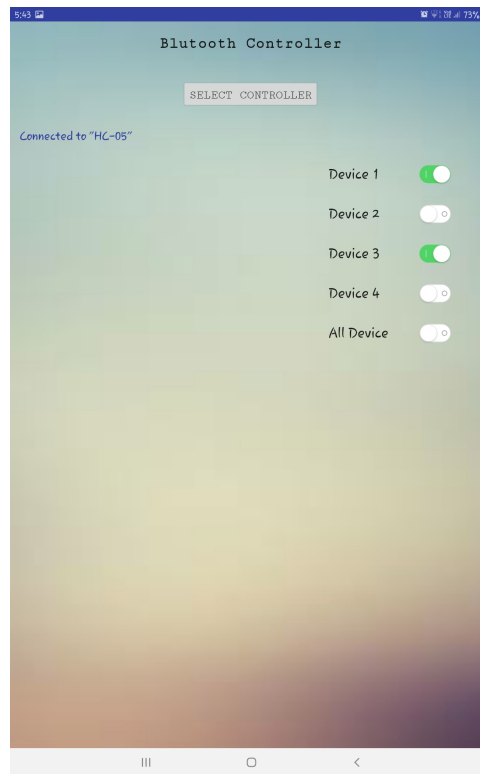 5:43 73%
Blutooth Controller
SELECT CONTROLLER
Connected to "HC-05"
Device 1
Device 2
Device 3
Device 4
All Device